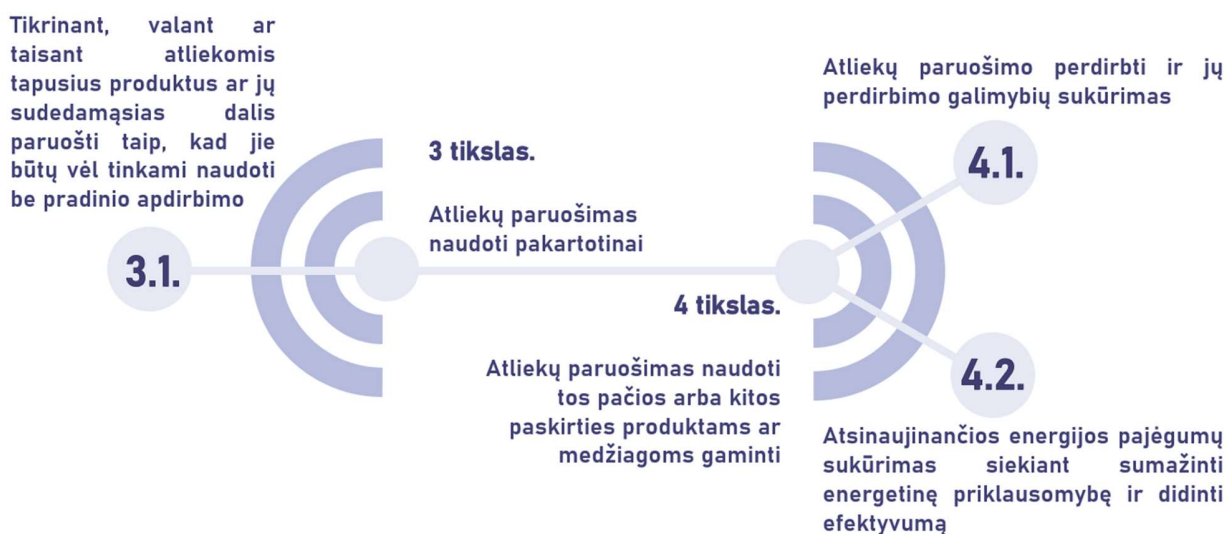 Tikrinant, valant ar
taisant atliekomis
tapusius produktus ar jų
sudedamąsias dalis
paruošti taip, kad jie
būtų vėl tinkami naudoti
be pradinio apdirbimo
3.1.
3 tikslas.
Atliekų paruošimas
naudoti pakartotinai
4 tikslas.
Atliekų paruošimas naudoti
tos pačios arba kitos
paskirties produktams ar
medžiagoms gaminti
Atliekų paruošimo perdirbti ir jų
perdirbimo galimybių sukūrimas
4.1.
4.2.
Atsinaujinančios energijos pajėgumų
sukūrimas siekiant sumažinti
energetinę priklausomybę ir didinti
efektyvumą